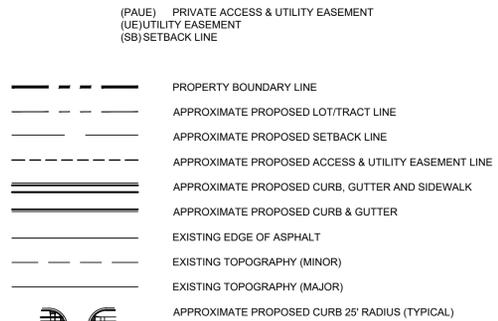 (PAUE) PRIVATE ACCESS & UTILITY EASEMENT
(UE)UTILITY EASEMENT
(SB) SETBACK LINE
PROPERTY BOUNDARY LINE
APPROXIMATE PROPOSED LOT/TRACT LINE
APPROXIMATE PROPOSED SETBACK LINE
APPROXIMATE PROPOSED ACCESS & UTILITY EASEMENT LINE
APPROXIMATE PROPOSED CURB, GUTTER AND SIDEWALK
APPROXIMATE PROPOSED CURB & GUTTER
EXISTING EDGE OF ASPHALT
EXISTING TOPOGRAPHY (MINOR)
EXISTING TOPOGRAPHY (MAJOR)
APPROXIMATE PROPOSED CURB 25' RADIUS (TYPICAL)